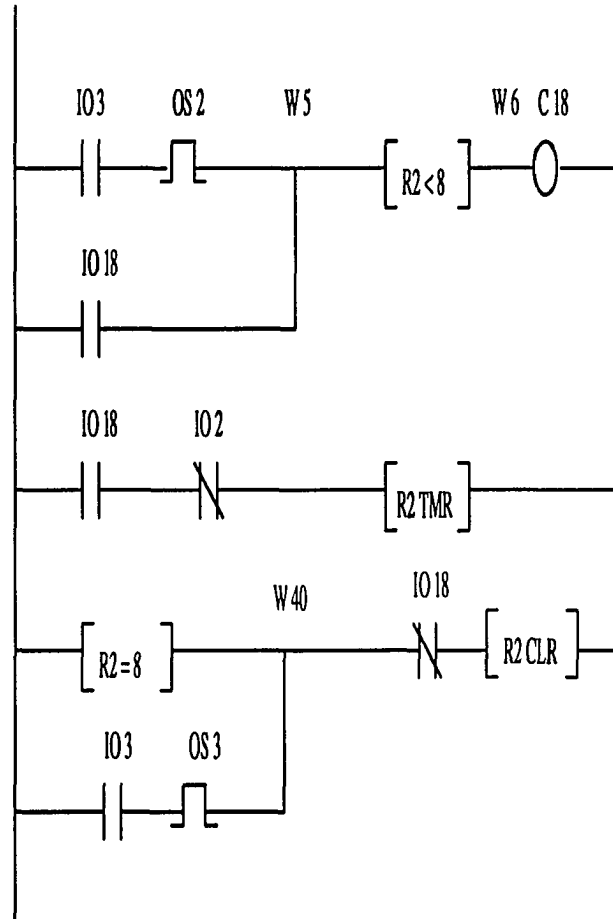 IO3 OS2 W5 W6 C18
R2<8
IO18
IO18 IO2
R2 TMR
W40 IO18
R2=8 R2 CLR
IO3 OS3